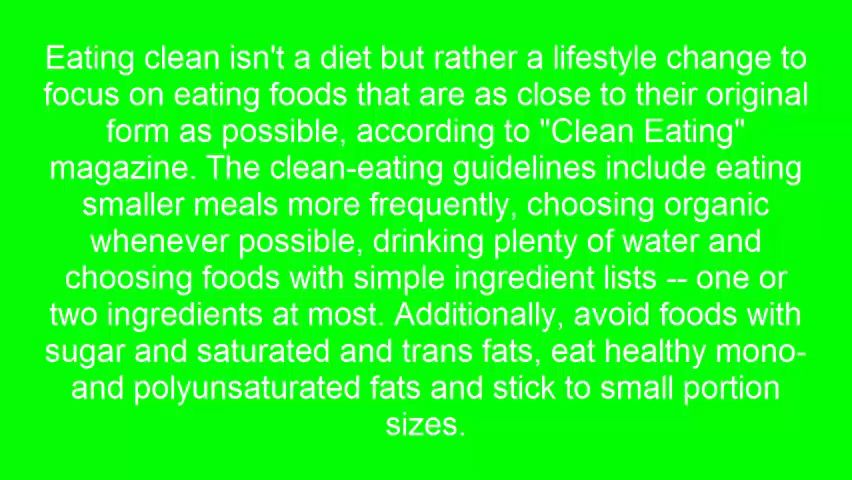 Eating clean isn't a diet but rather a lifestyle change to
focus on eating foods that are as close to their original
form as possible, according to "Clean Eating"
magazine. The clean-eating guidelines include eating
smaller meals more frequently, choosing organic
whenever possible, drinking plenty of water and
choosing foods with simple ingredient lists -- one or
two ingredients at most. Additionally, avoid foods with
sugar and saturated and trans fats, eat healthy mono-
and polyunsaturated fats and stick to small portion
sizes.